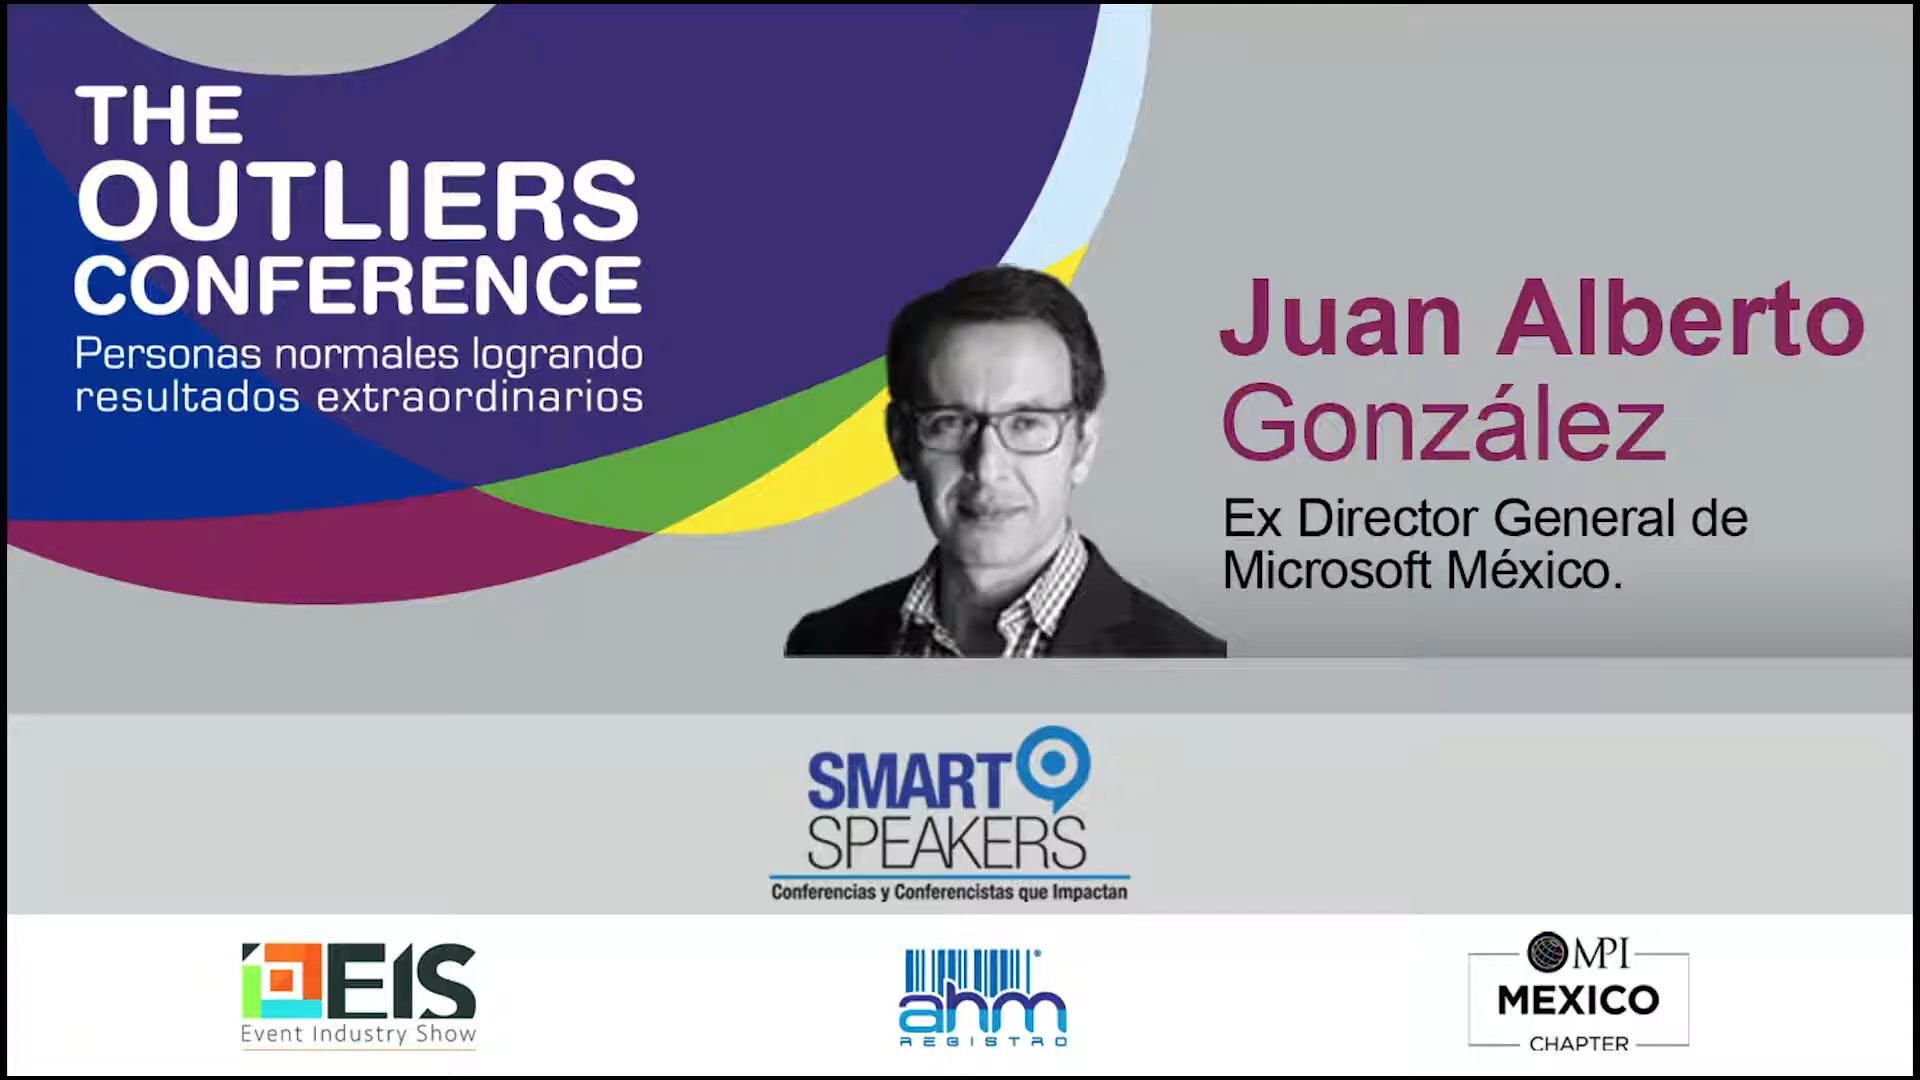 THE
OUTLIERS
CONFERENCE
Personas normales logrando
resultados extraordinarios
Juan Alberto
González
Ex Director General de
Microsoft México.
SMART
SPEAKERS
Conferencias y Conferencistas que Impactan
EIS
Event Industry Show
ahm
REGISTRO
MPI
MEXICO
CHAPTER